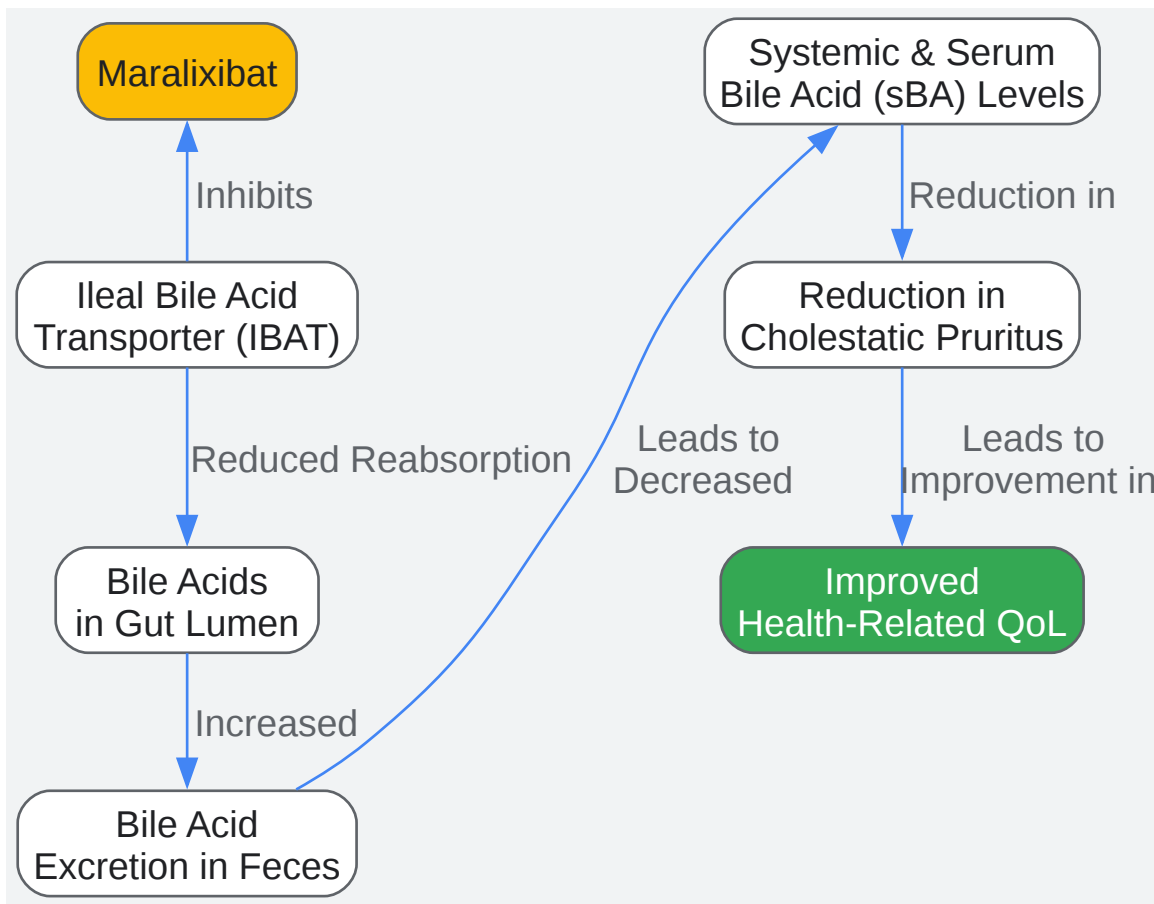 Maralixibat
Inhibits
Ileal Bile Acid
Transporter (IBAT)
Reduced Reabsorption
Bile Acids
in Gut Lumen
Increased
Bile Acid
Excretion in Feces
Leads to
Decreased
Systemic & Serum
Bile Acid (sBA) Levels
Reduction in
Reduction in
Cholestatic Pruritus
Leads to
Improvement in
Improved
Health-Related QoL